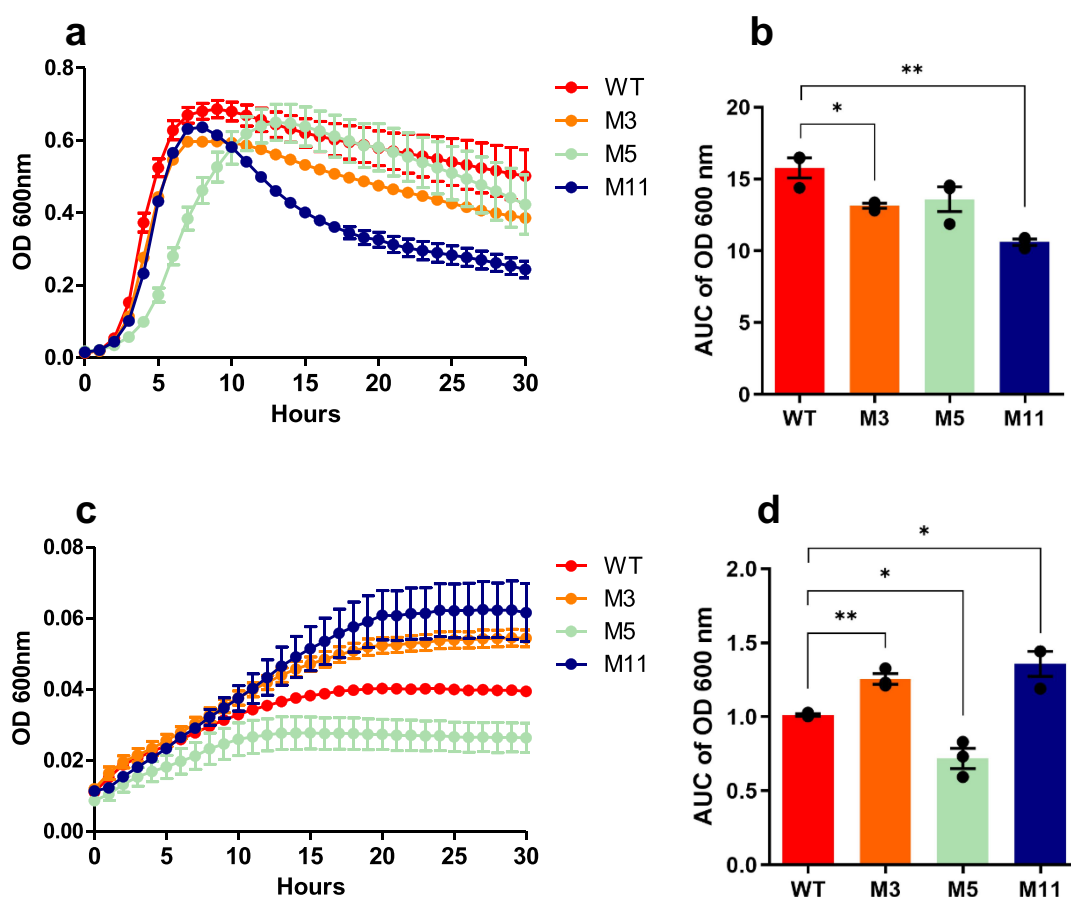 a
OD 600nm
0.8
0.6
0.4
0.2
0.0
0 5 10 15 20 25 30
Hours
WT
M3
M5
M11
b
AUC of OD 600 nm
20
15
10
5
0
WT M3 M5 M11
**
*
c
OD 600nm
0.08
0.06
0.04
0.02
0.00
0 5 10 15 20 25 30
Hours
WT
M3
M5
M11
d
AUC of OD 600 nm
2.0
1.5
1.0
0.5
0.0
WT M3 M5 M11
*
*
**